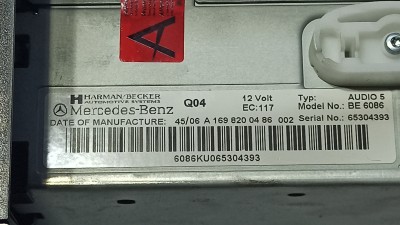 A
HARMAN/BECKER
AUTOMOTIVE SYSTEMS
Mercedes-Benz
Q04
12 Volt
EC:117
Typ: AUDIO 5
Model No.: BE 6086
DATE OF MANUFACTURE: 45/06 A 169 820 04 86 002 Serial No.: 65304393
6086KU065304393